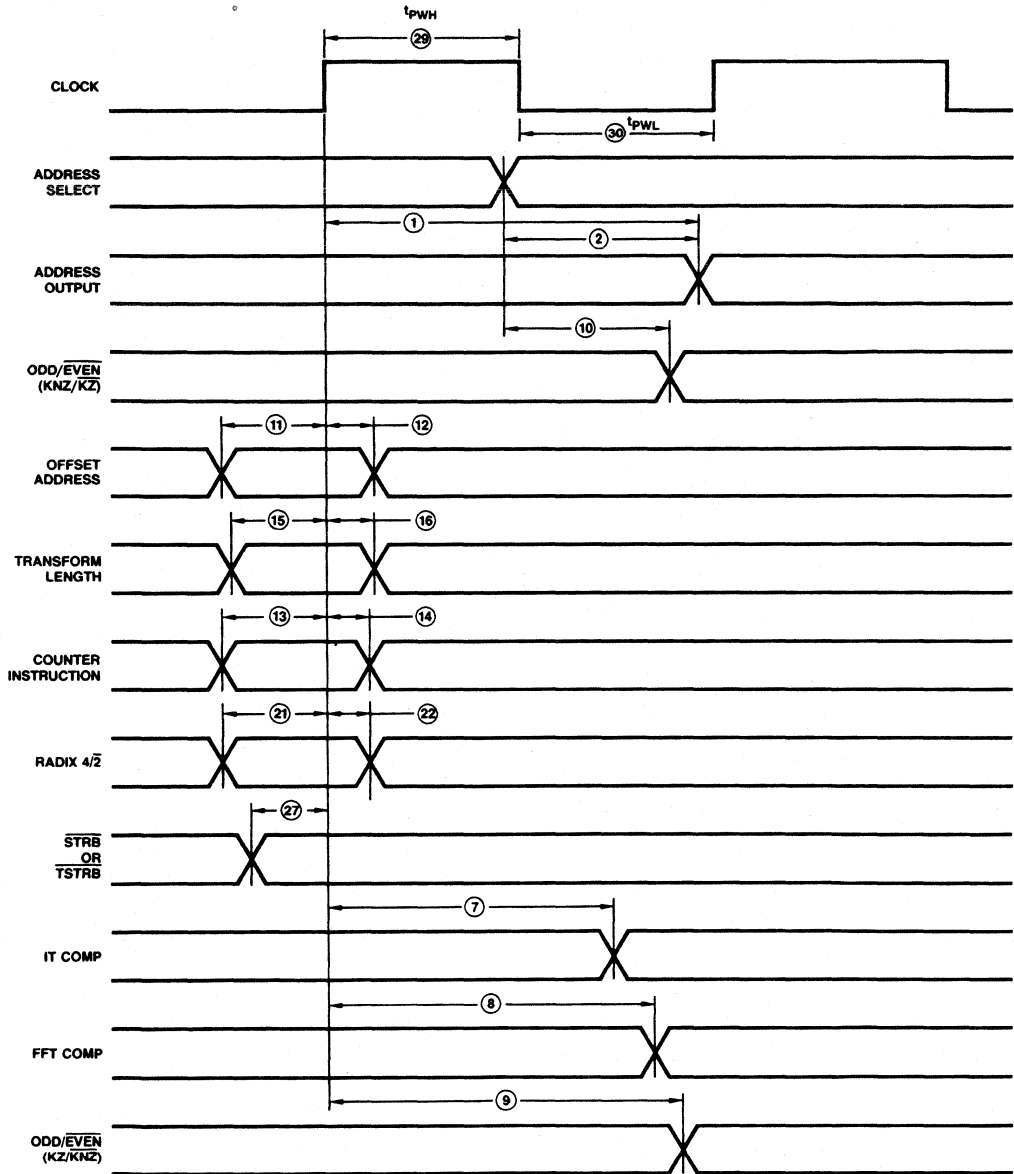 tPWH
29
CLOCK
30 tPWL
ADDRESS
SELECT
1
2
ADDRESS
OUTPUT
10
ODD/EVEN
(KNZ/KZ)
11 12
OFFSET
ADDRESS
15 16
TRANSFORM
LENGTH
13 14
COUNTER
INSTRUCTION
21 22
RADIX 4/2
27
STRB
OR
TSTRB
7
IT COMP
8
FFT COMP
9
ODD/EVEN
(KZ/KNZ)